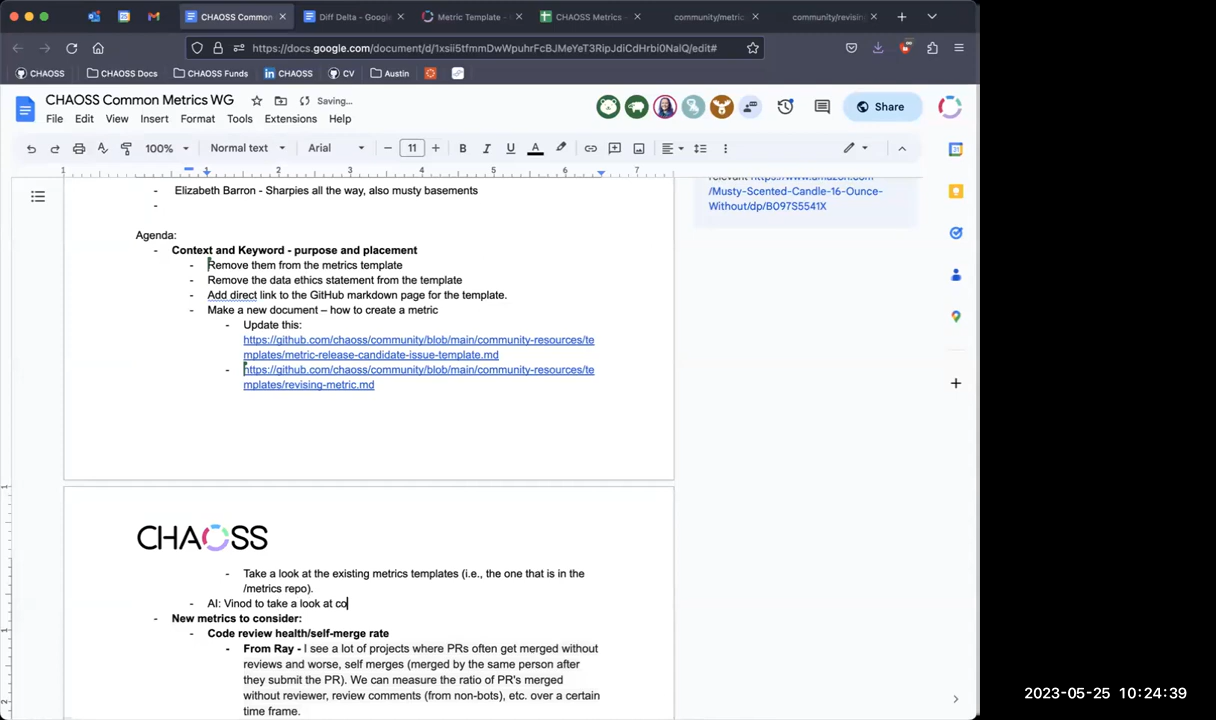 CHAOSS Common
Diff Delta - Google
Metric Template -
CHAOSS Metrics -
community/metric
community/revising
https://docs.google.com/document/d/1xsii5tfmmDwWpuhrFcBJMeYeT3RipJdiCdHrbi0NalQ/edit#
CHAOSS
CHAOSS Docs
CHAOSS Funds
CHAOSS
CV
Austin
CHAOSS Common Metrics WG
Saving...
File Edit View Insert Format Tools Extensions Help
Share
100%
Normal text
Arial
11
1 1 2 3 4 5 6 7
- Elizabeth Barron - Sharpies all the way, also musty basements
-
/Musty-Scented-Candle-16-Ounce-
Without/dp/B097S5541X
Agenda:
- Context and Keyword - purpose and placement
- Remove them from the metrics template
- Remove the data ethics statement from the template
- Add direct link to the GitHub markdown page for the template.
- Make a new document – how to create a metric
- Update this:
https://github.com/chaoss/community/blob/main/community-resources/te
mplates/metric-release-candidate-issue-template.md
- https://github.com/chaoss/community/blob/main/community-resources/te
mplates/revising-metric.md
CHAOSS
- Take a look at the existing metrics templates (i.e., the one that is in the
/metrics repo).
- AI: Vinod to take a look at co
- New metrics to consider:
- Code review health/self-merge rate
- From Ray - I see a lot of projects where PRs often get merged without
reviews and worse, self merges (merged by the same person after
they submit the PR). We can measure the ratio of PR's merged
without reviewer, review comments (from non-bots), etc. over a certain
time frame.
2023-05-25 10:24:39